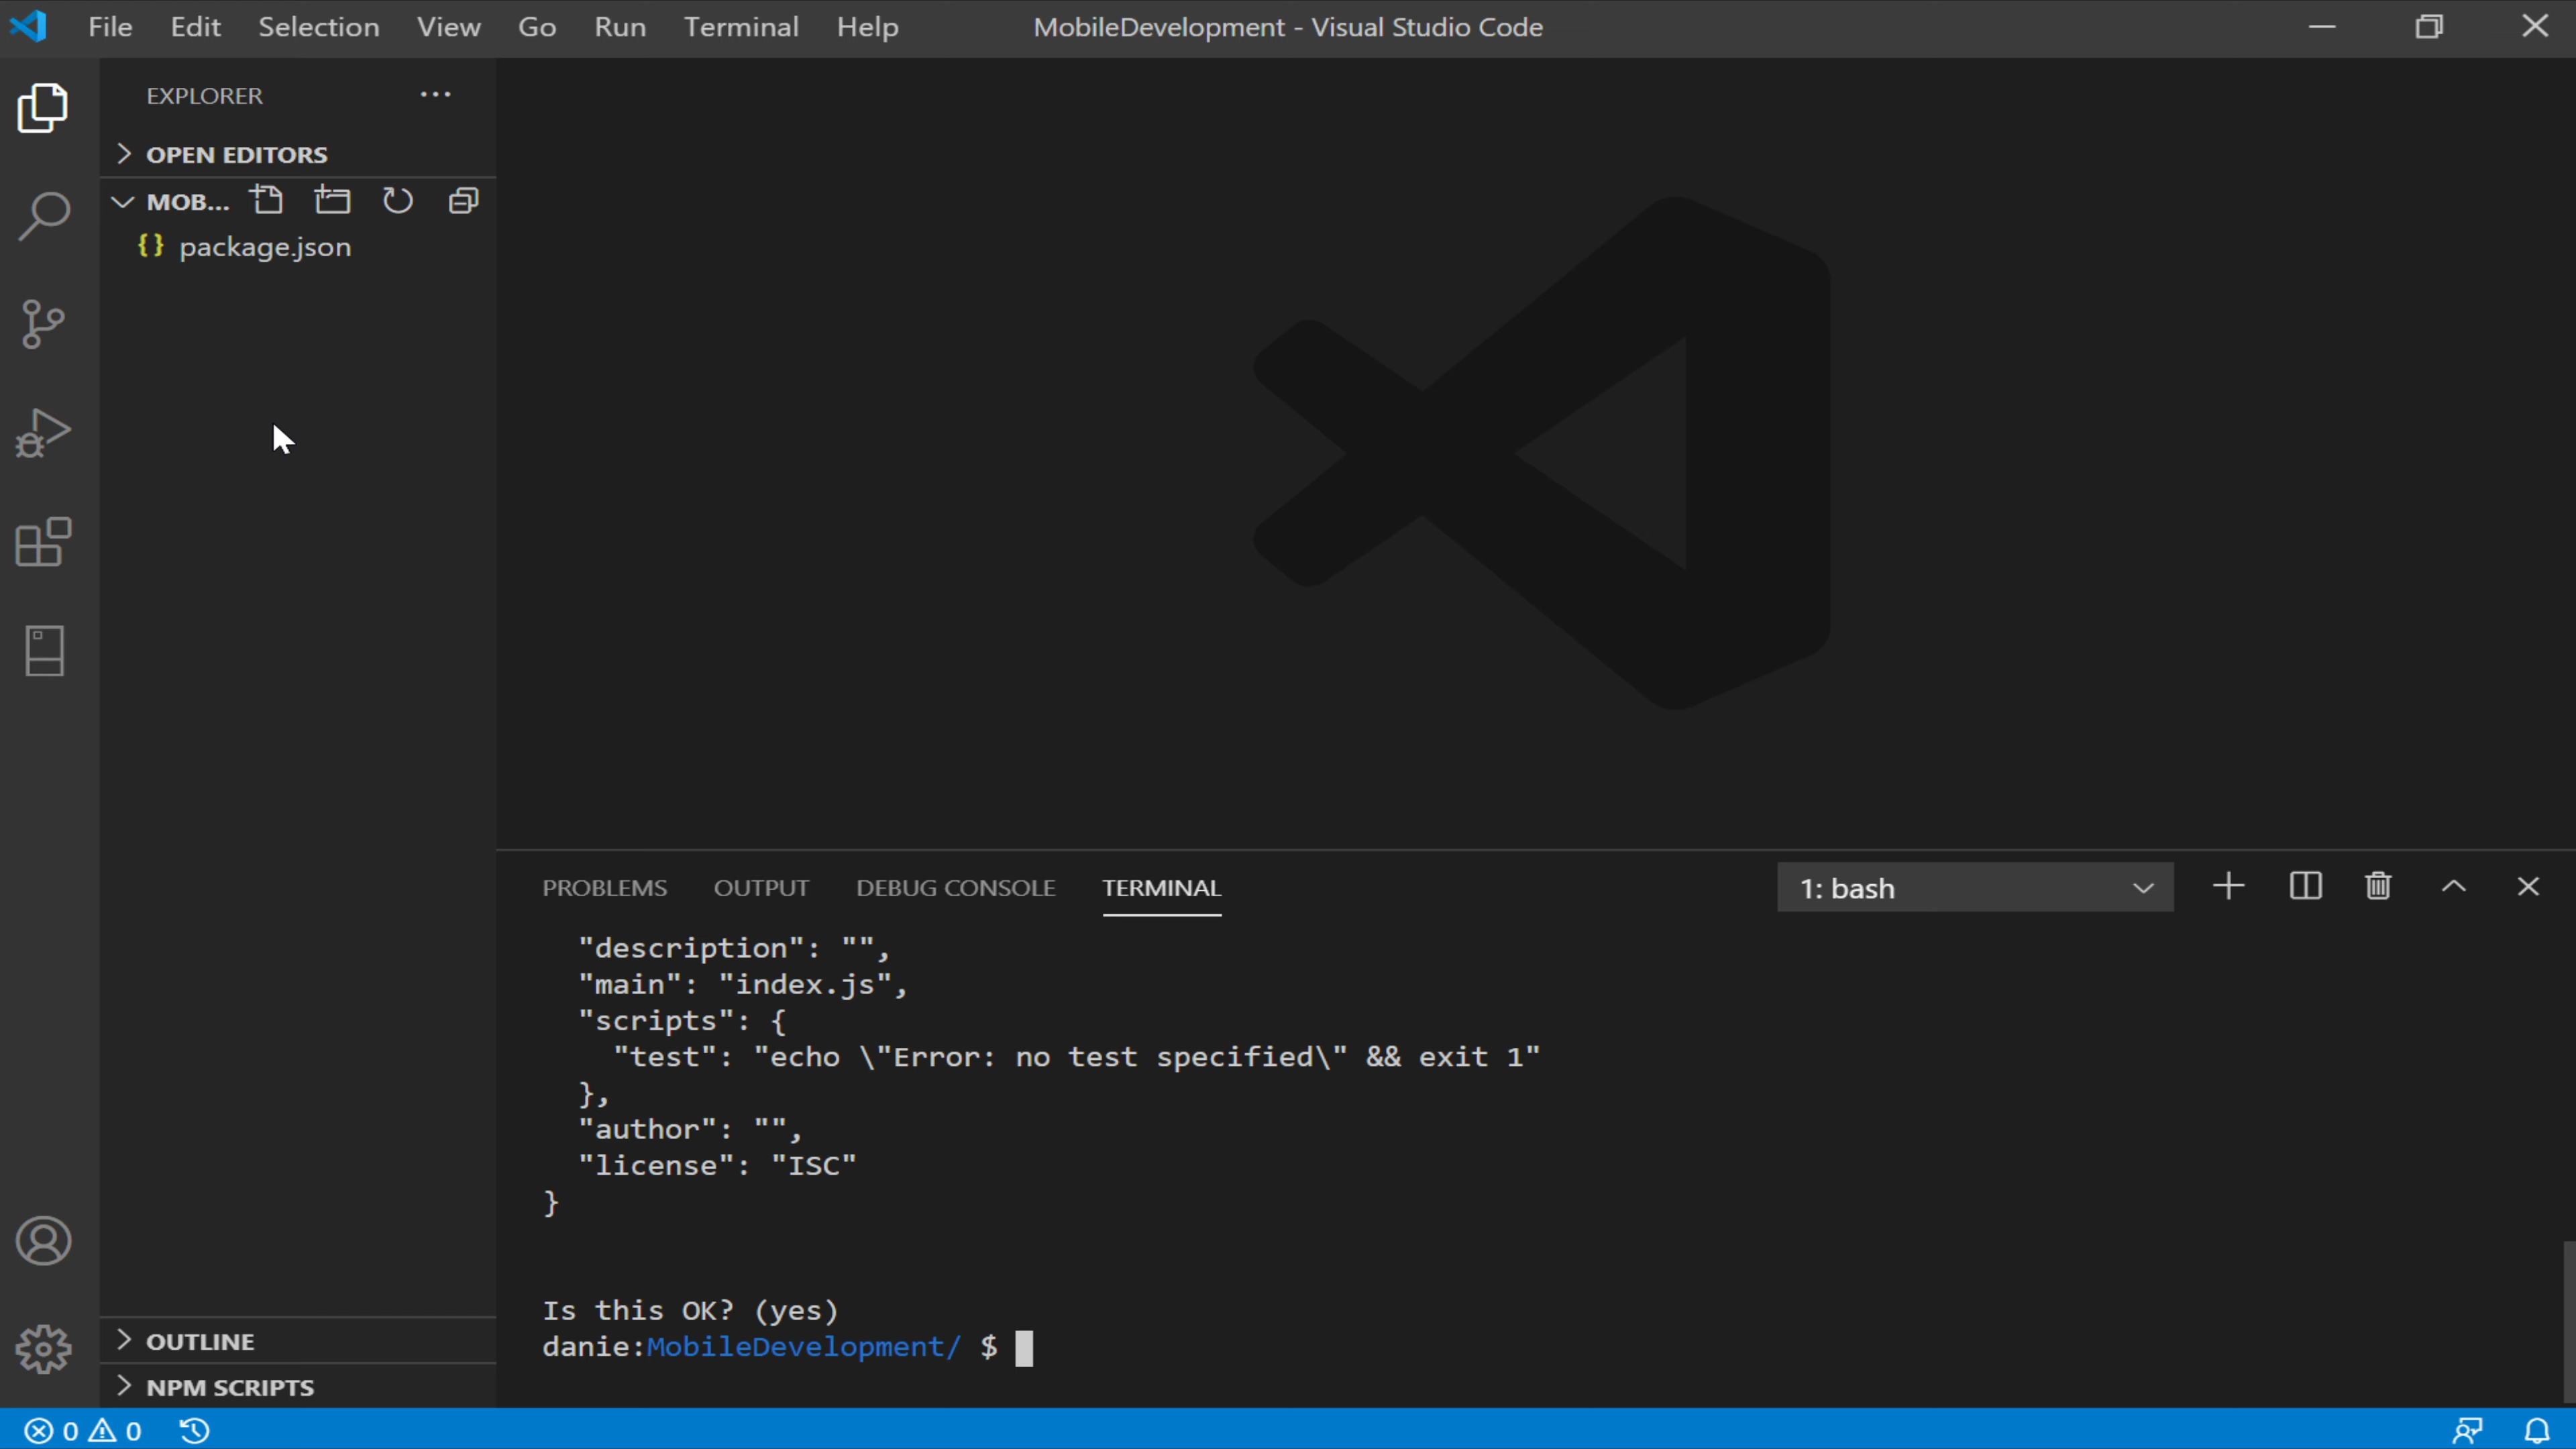 File Edit Selection View Go Run Terminal Help MobileDevelopment - Visual Studio Code
EXPLORER
OPEN EDITORS
MOB...
{} package.json
PROBLEMS OUTPUT DEBUG CONSOLE TERMINAL 1: bash
"description": "",
"main": "index.js",
"scripts": {
"test": "echo \"Error: no test specified\" && exit 1"
},
"author": "",
"license": "ISC"
}
Is this OK? (yes)
danie:MobileDevelopment/ $
OUTLINE
NPM SCRIPTS
0 0